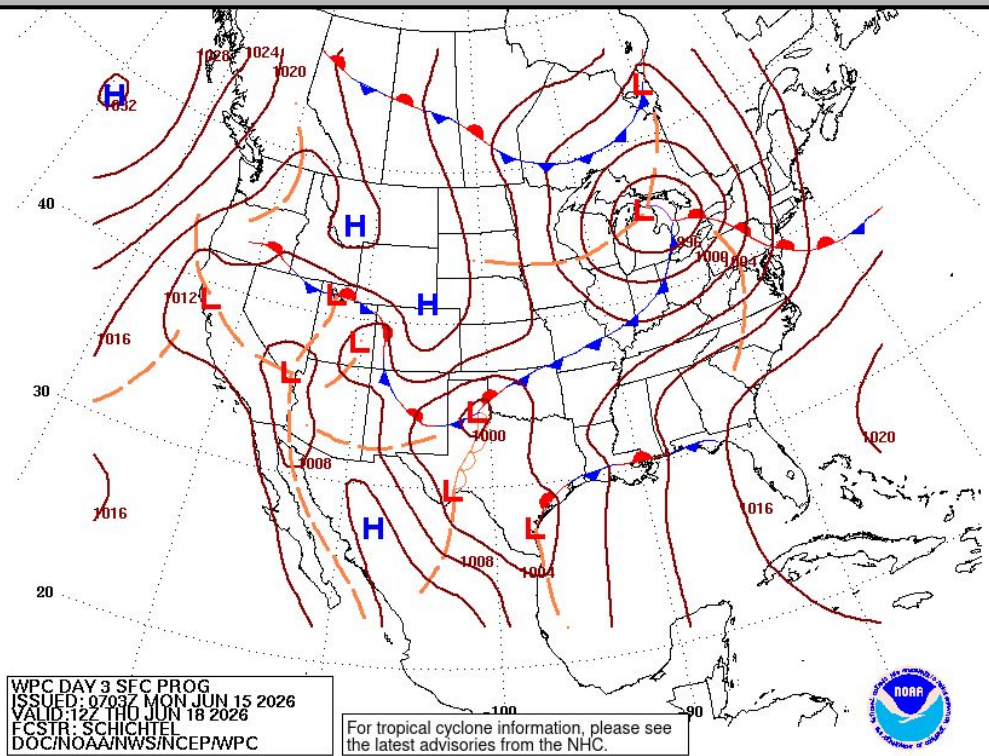 1028
1024
1020
H
1032
L
40
H
L
996
1000
1004
1012
L
L
H
1016
L
L
30
L
1000
1020
1008
L
1016
1016
H
L
1008
1004
20
-100
-90
WPC DAY 3 SEC PROG
ISSUED: 0703Z MON JUN 15 2026
VALID:12Z THU JUN 18 2026
FCSTR: SCHICHTEL
DOC/NOAA/NWS/NCEP/WPC
For tropical cyclone information, please see
the latest advisories from the NHC.
NOAA